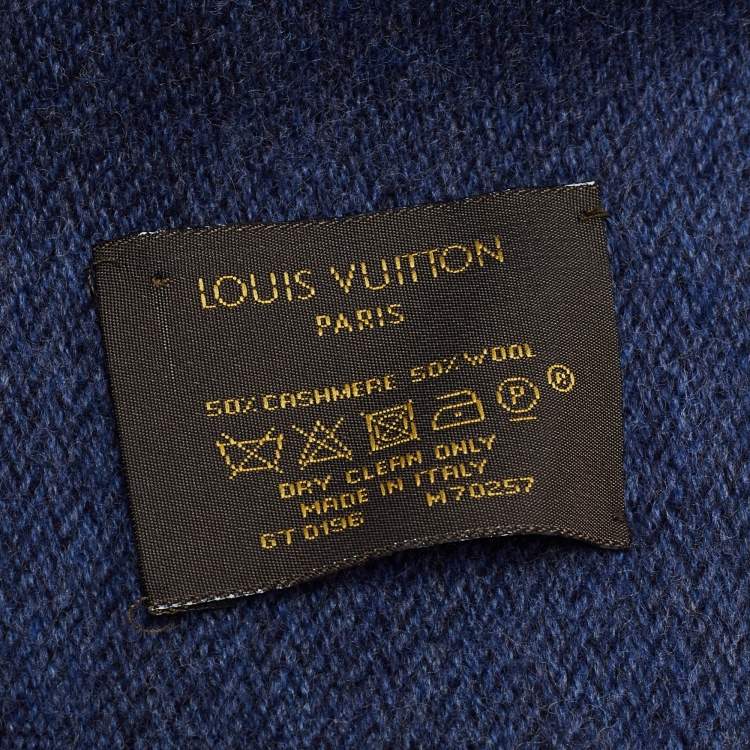 LOUIS VUITTON
PARIS
50% CASHMERE 50% WOOL
P ®
DRY CLEAN ONLY
MADE IN ITALY
GT 0196 M70257